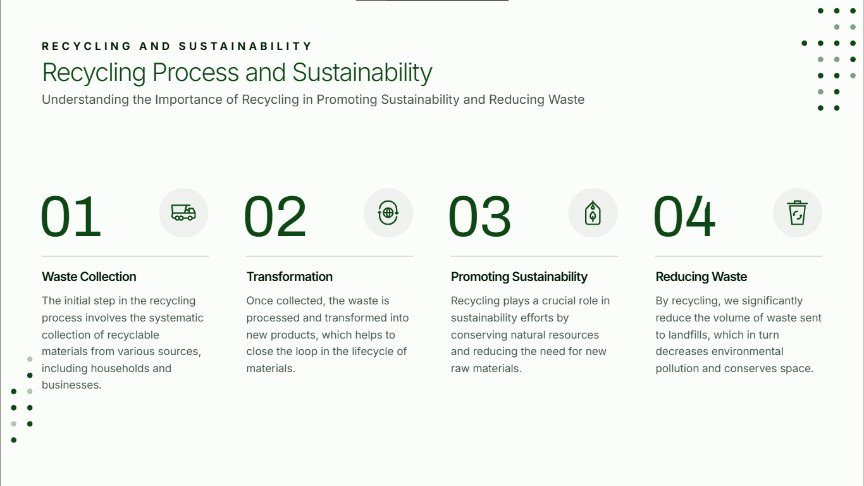 RECYCLING AND SUSTAINABILITY
Recycling Process and Sustainability
Understanding the Importance of Recycling in Promoting Sustainability and Reducing Waste
01
Waste Collection
The initial step in the recycling
process involves the systematic
collection of recyclable
materials from various sources,
including households and
businesses.
02
Transformation
Once collected, the waste is
processed and transformed into
new products, which helps to
close the loop in the lifecycle of
materials.
03
Promoting Sustainability
Recycling plays a crucial role in
sustainability efforts by
conserving natural resources
and reducing the need for new
raw materials.
04
Reducing Waste
By recycling, we significantly
reduce the volume of waste sent
to landfills, which in turn
decreases environmental
pollution and conserves space.